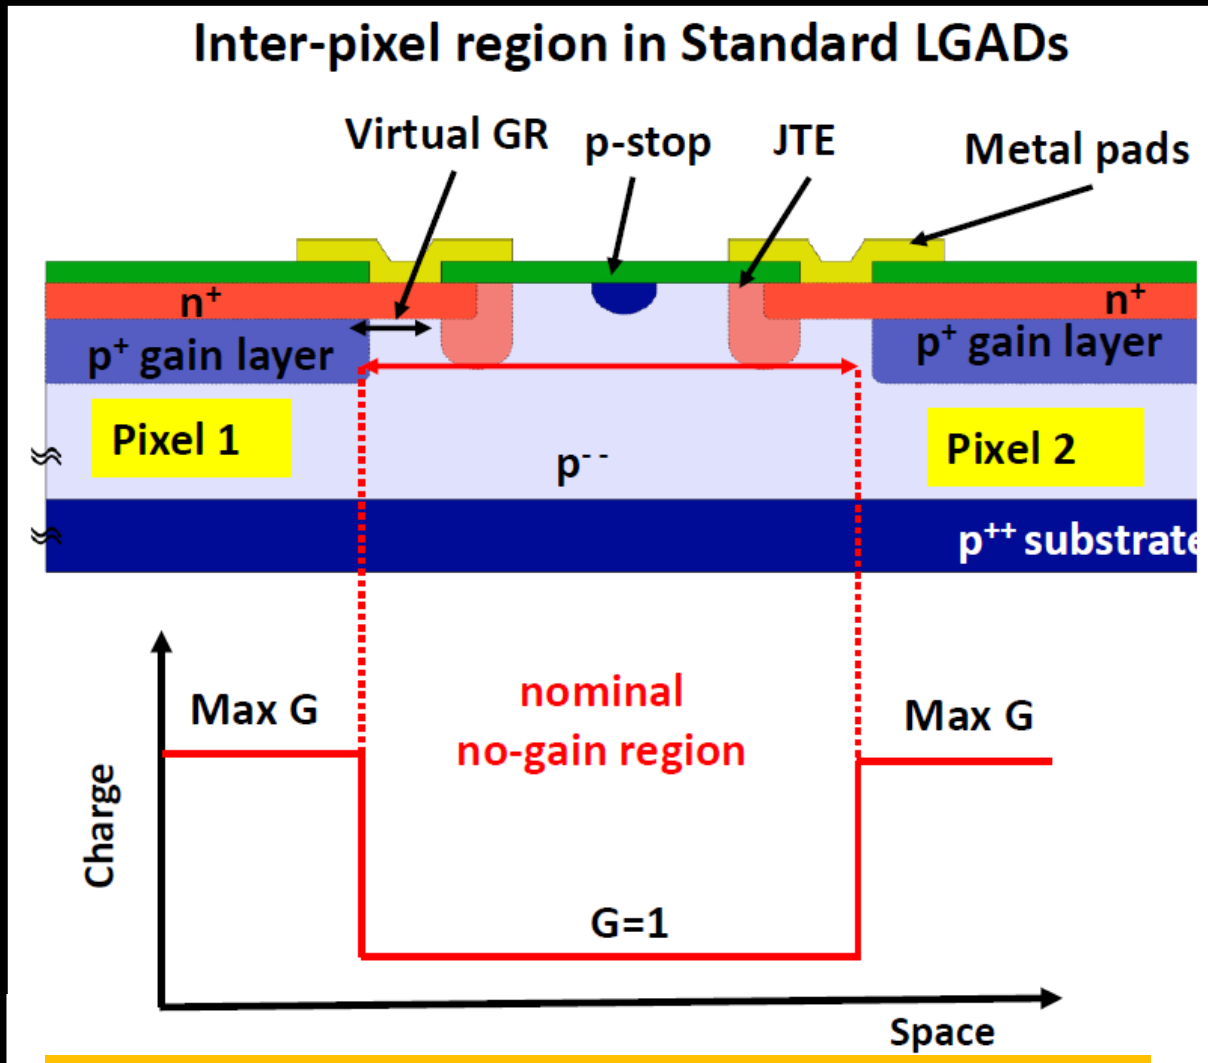 Inter-pixel region in Standard LGADs
Virtual GR
p-stop
JTE
Metal pads
n⁺
n⁺
p⁺ gain layer
p⁺ gain layer
Pixel 1
Pixel 2
p⁻⁻
p⁺⁺ substrate
Max G
nominal
no-gain region
Max G
Charge
G=1
Space